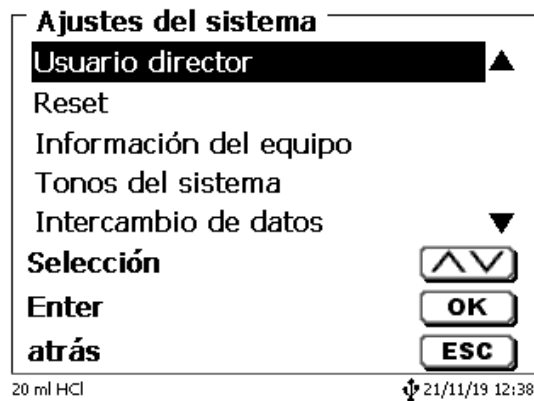 Ajustes del sistema
Usuario director
Reset
Información del equipo
Tonos del sistema
Intercambio de datos
Selección
Enter OK
atrás ESC
20 ml HCl 21/11/19 12:38